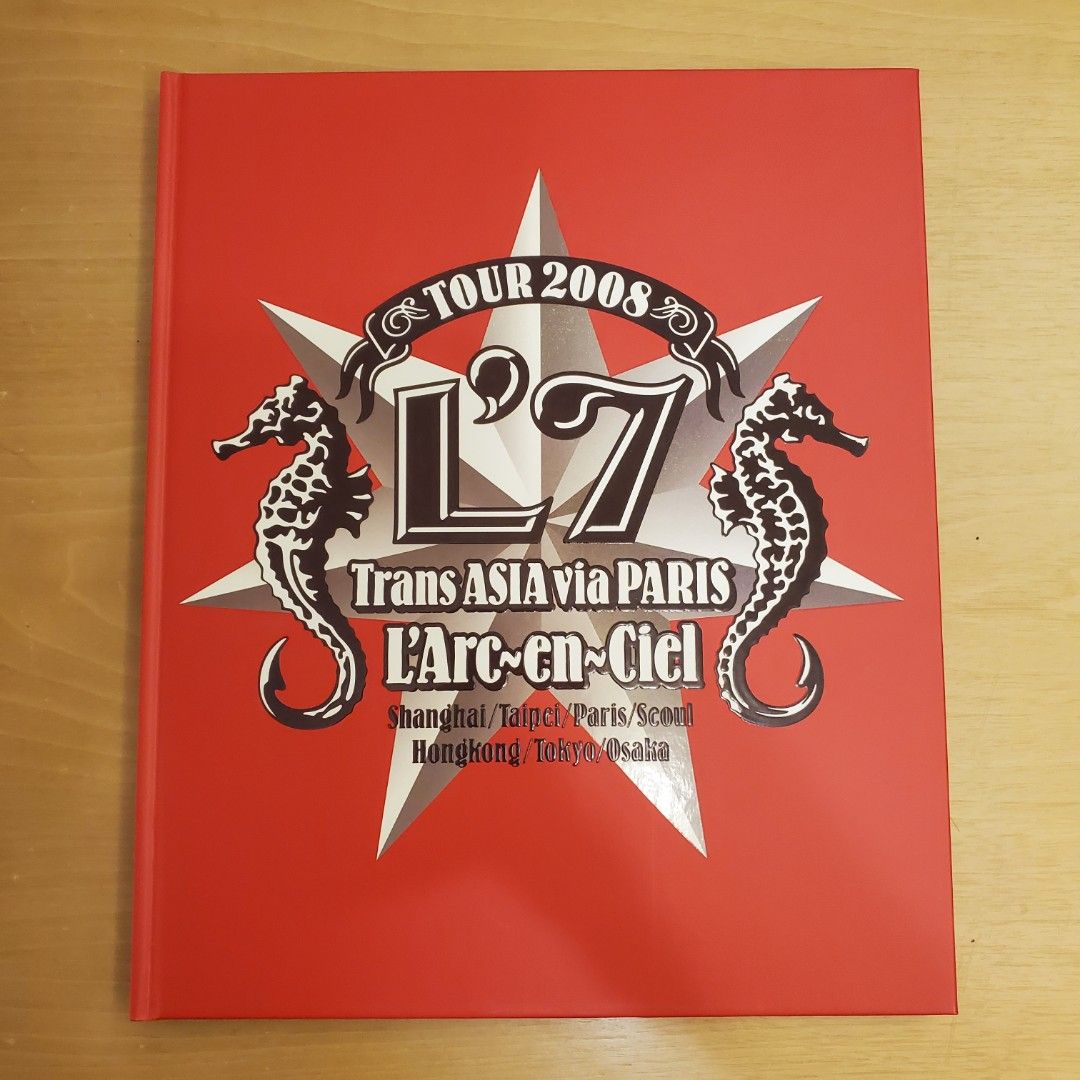 TOUR 2008
L'7
Trans ASIA via PARIS
L'Arc~en~Ciel
Shanghai/Taipei/Paris/Seoul
Hongkong/Tokyo/Osaka